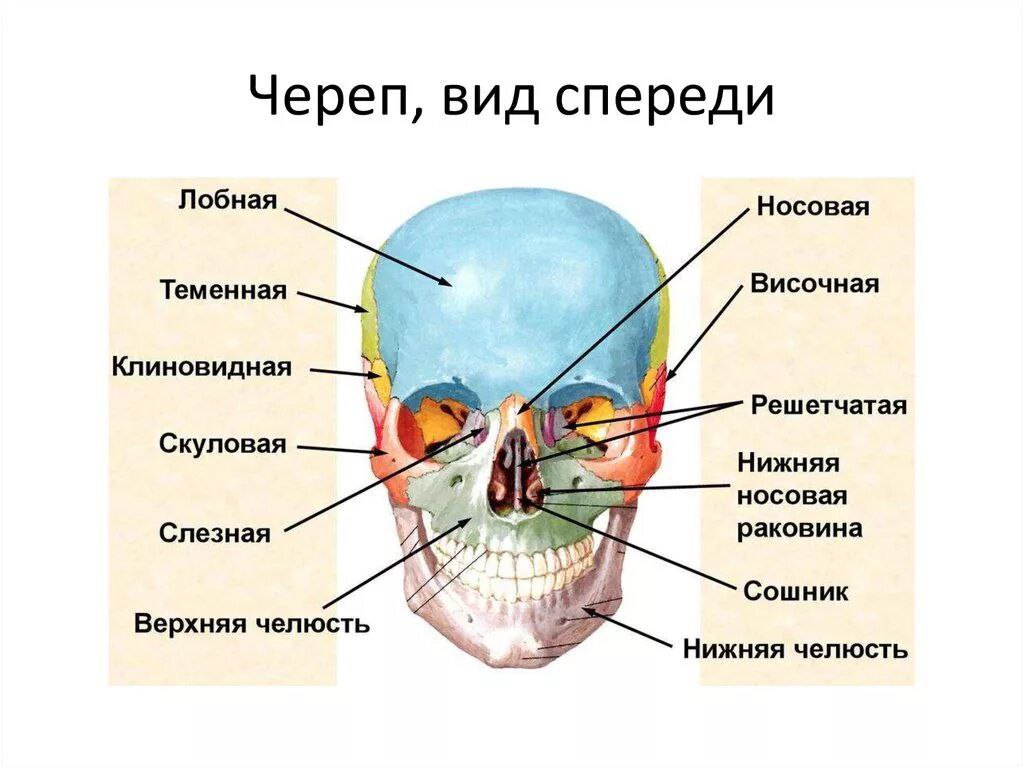 Череп, вид спереди
Лобная
Теменная
Клиновидная
Скуловая
Слезная
Верхняя челюсть
Носовая
Височная
Решетчатая
Нижняя
носовая
раковина
Сошник
Нижняя челюсть